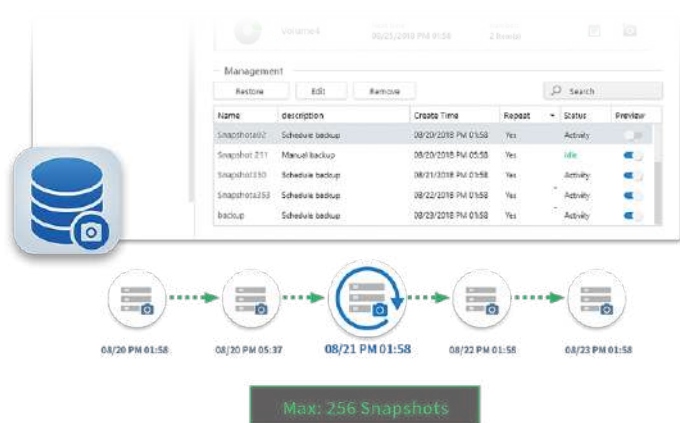 Volume4
08/23/2018 PM 01:58
Management
Restore Edit Remove Search
Name description Create Time Repeat Status Preview
Snapshota02 Schedule backup 08/20/2018 PM 01:58 Yes Activity
Snapshot 251 Manual backup 08/20/2018 PM 05:58 Yes Idle
Schedule backup 08/21/2018 PM 01:58 Yes Activity
Snapshota253 Schedule backup 08/22/2018 PM 01:58 Yes Activity
backup Schedule backup 08/23/2018 PM 01:58 Yes Activity
08/20 PM 01:58 08/20 PM 05:37 08/21 PM 01:58 08/22 PM 01:58 08/23 PM 01:58
Max: 256 Snapshots